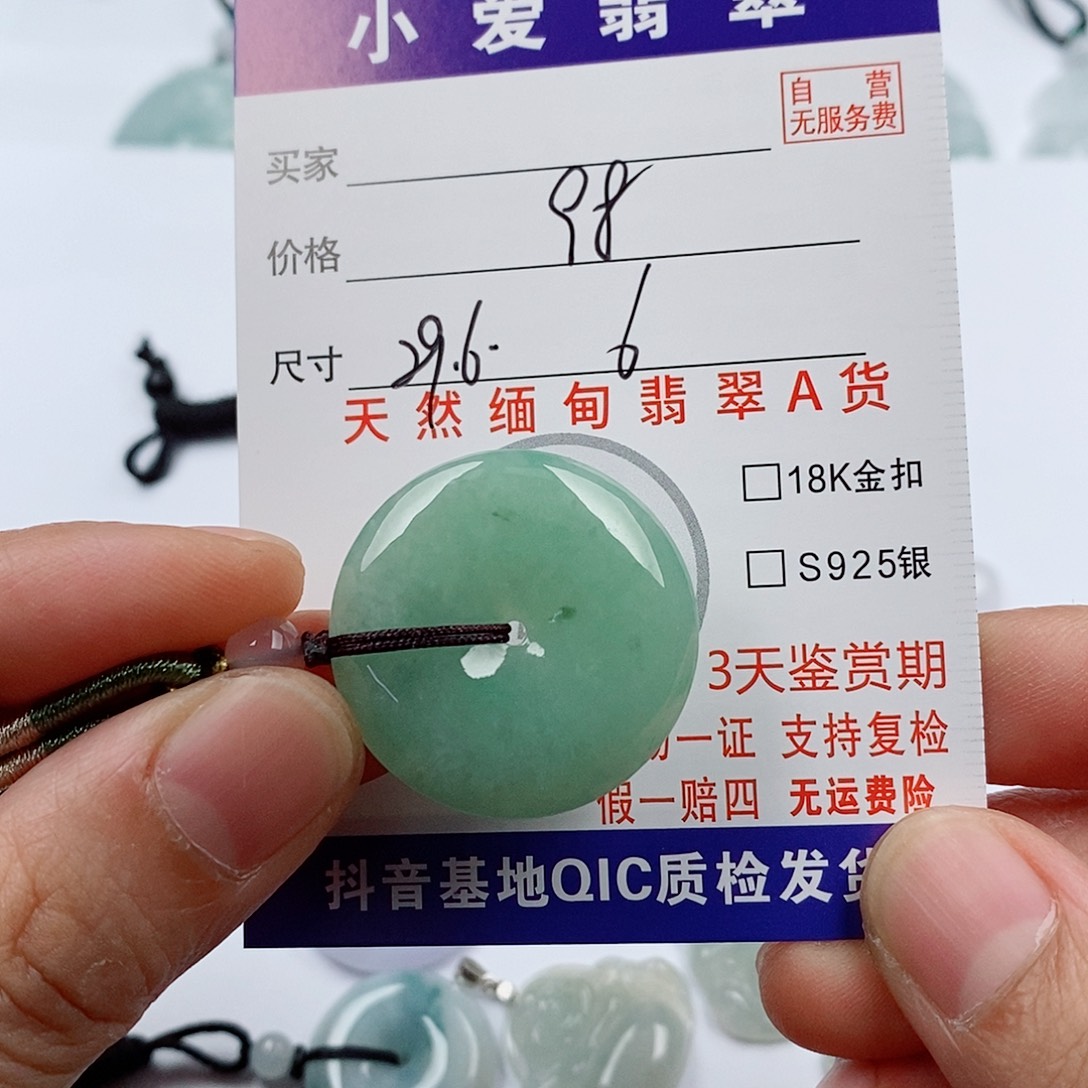 小爱翡翠
自营
无服务费
买家
98
价格
尺寸 29.6. 6
天然缅甸翡翠A货
18K金扣
S925银
3天鉴赏期
一证 支持复检
假一赔四 无运费险
抖音基地QIC质检发货